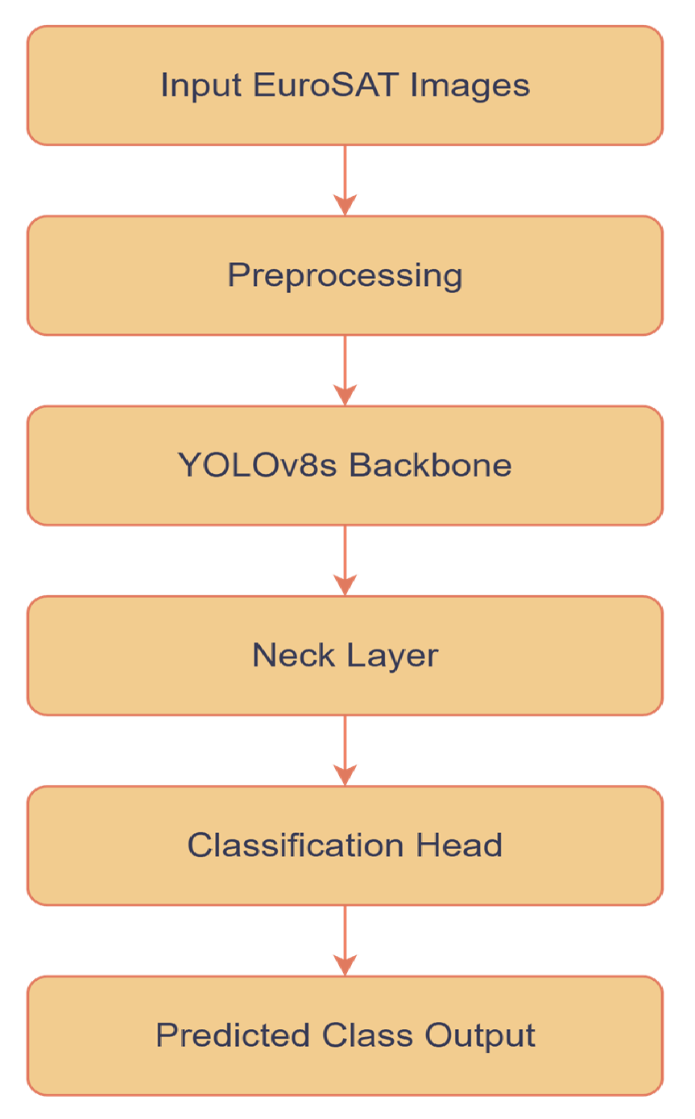 Input EuroSAT Images
Preprocessing
YOLOv8s Backbone
Neck Layer
Classification Head
Predicted Class Output